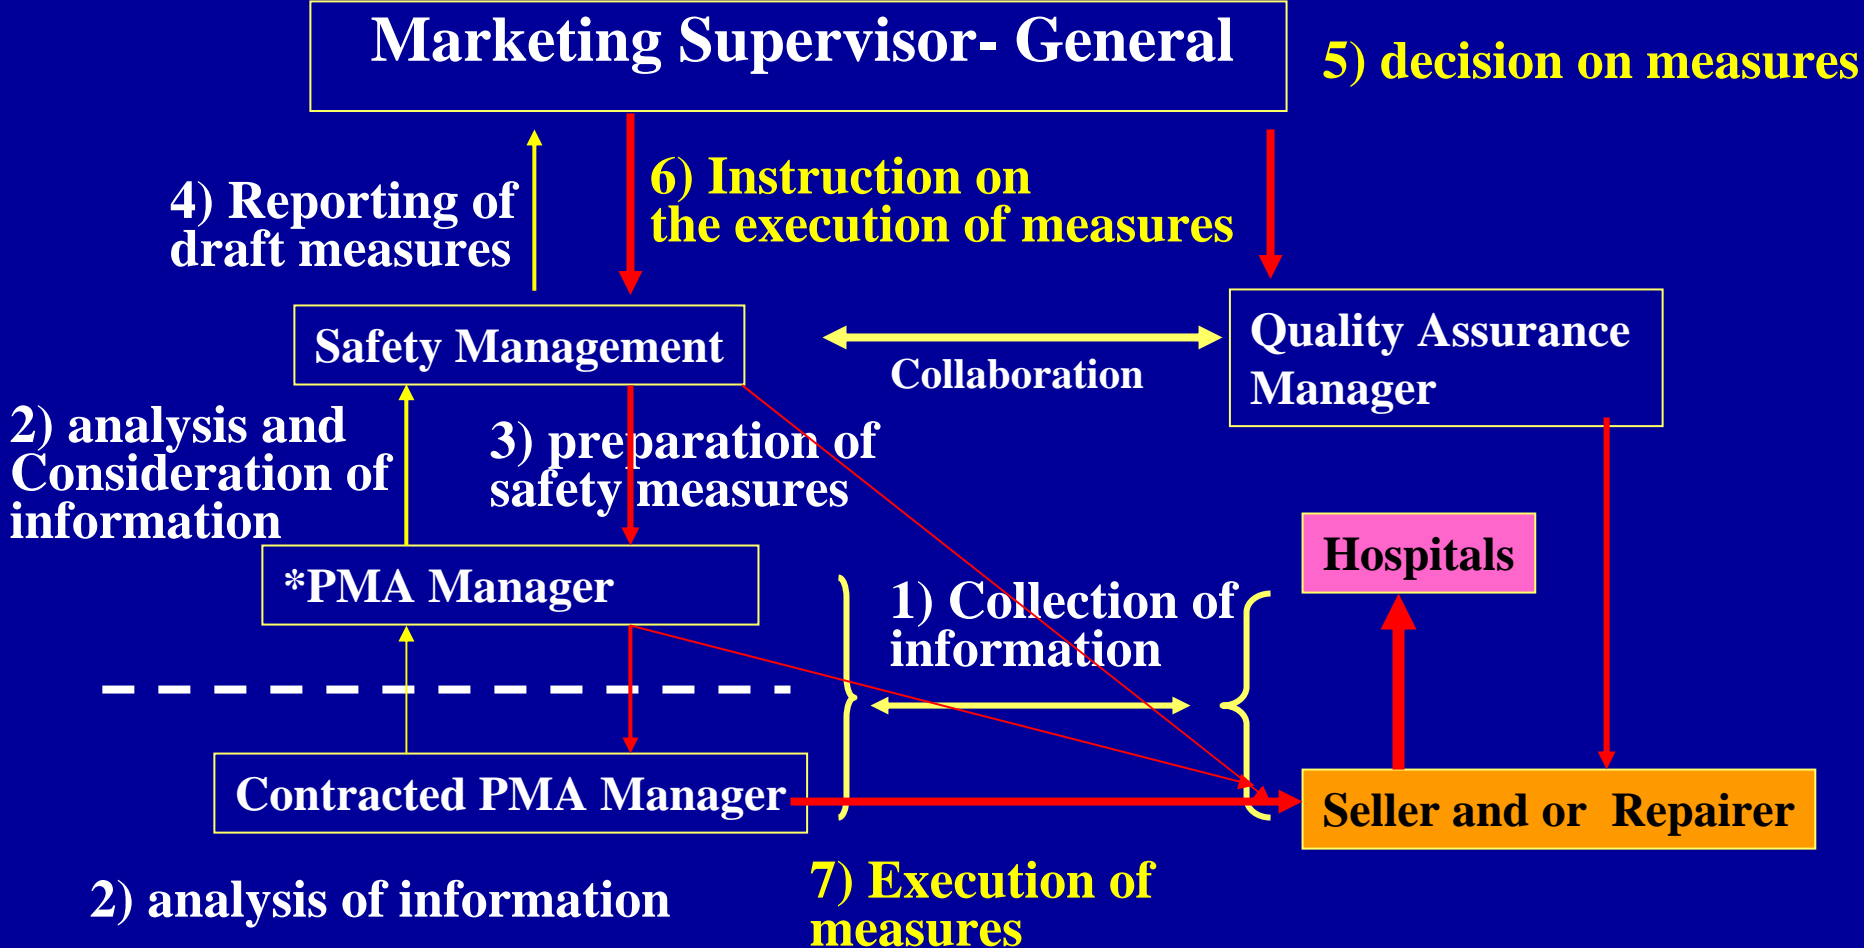 Marketing Supervisor- General
5) decision on measures
4) Reporting of
draft measures
6) Instruction on
the execution of measures
Safety Management
Collaboration
Quality Assurance
Manager
2) analysis and
Consideration of
information
3) preparation of
safety measures
*PMA Manager
1) Collection of
information
Hospitals
Contracted PMA Manager
Seller and or  Repairer
2) analysis of information
7) Execution of
measures